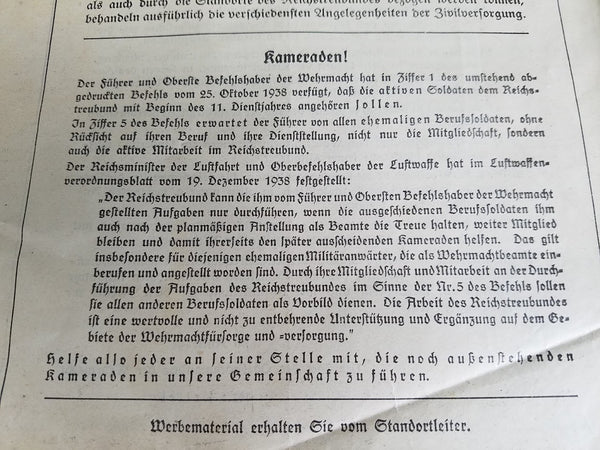 als auch durch die Standorte des Reichstreubundes bezogen werden können,
behandeln ausführlich die verschiedensten Angelegenheiten der Zivilversorgung.
Kameraden!
Der Führer und Oberste Befehlshaber der Wehrmacht hat in Ziffer 1 des umstehend ab-
gedruckten Befehls vom 25. Oktober 1938 verfügt, daß die aktiven Soldaten dem Reichs-
treubund mit Beginn des 11. Dienstjahres angehören sollen.
In Ziffer 5 des Befehls erwartet der Führer von allen ehemaligen Berufssoldaten, ohne
Rücksicht auf ihren Beruf und ihre Dienststellung, nicht nur die Mitgliedschaft, sondern
auch die aktive Mitarbeit im Reichstreubund.
Der Reichsminister der Luftfahrt und Oberbefehlshaber der Luftwaffe hat im Luftwaffen-
verordnungsblatt vom 19. Dezember 1938 festgestellt:
„Der Reichstreubund kann die ihm vom Führer und Obersten Befehlshaber der Wehrmacht
gestellten Aufgaben nur durchführen, wenn die ausgeschiedenen Berufssoldaten ihm
auch nach der planmäßigen Anstellung als Beamte die Treue halten, weiter Mitglied
bleiben und damit ihrerseits den später ausscheidenden Kameraden helfen. Das gilt
insbesondere für diejenigen ehemaligen Militäranwärter, die als Wehrmachtbeamte ein-
berufen und angestellt worden sind. Durch ihre Mitgliedschaft und Mitarbeit an der Durch-
führung der Aufgaben des Reichstreubundes im Sinne der Nr. 5 des Befehls sollen
sie allen anderen Berufssoldaten als Vorbild dienen. Die Arbeit des Reichstreubundes
ist eine wertvolle und nicht zu entbehrende Unterstützung und Ergänzung auf dem Ge-
biete der Wehrmachtfürsorge und -versorgung."
Helfe also jeder an seiner Stelle mit, die noch außenstehenden
Kameraden in unsere Gemeinschaft zu führen.
Werbematerial erhalten Sie vom Standortleiter.